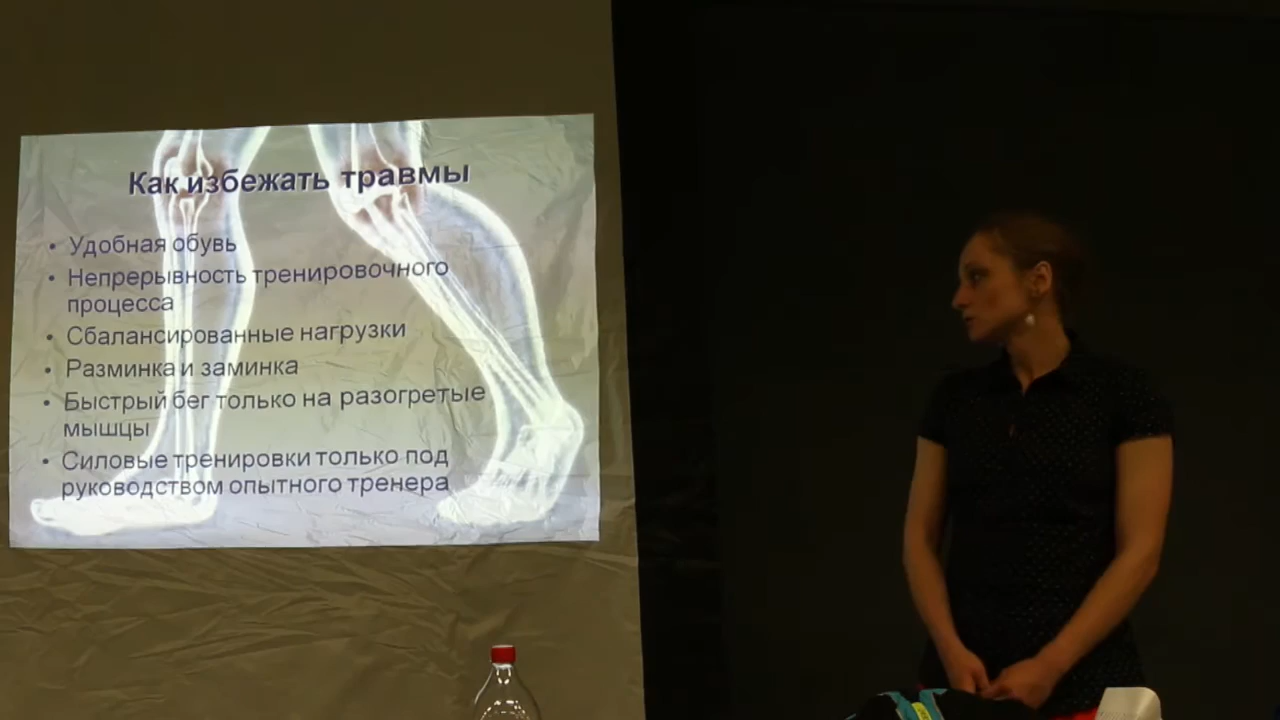 Как избежать травмы
• Удобная обувь
• Непрерывность тренировочного
процесса
• Сбалансированные нагрузки
• Разминка и заминка
• Быстрый бег только на разогретые
мышцы
• Силовые тренировки только под
руководством опытного тренера